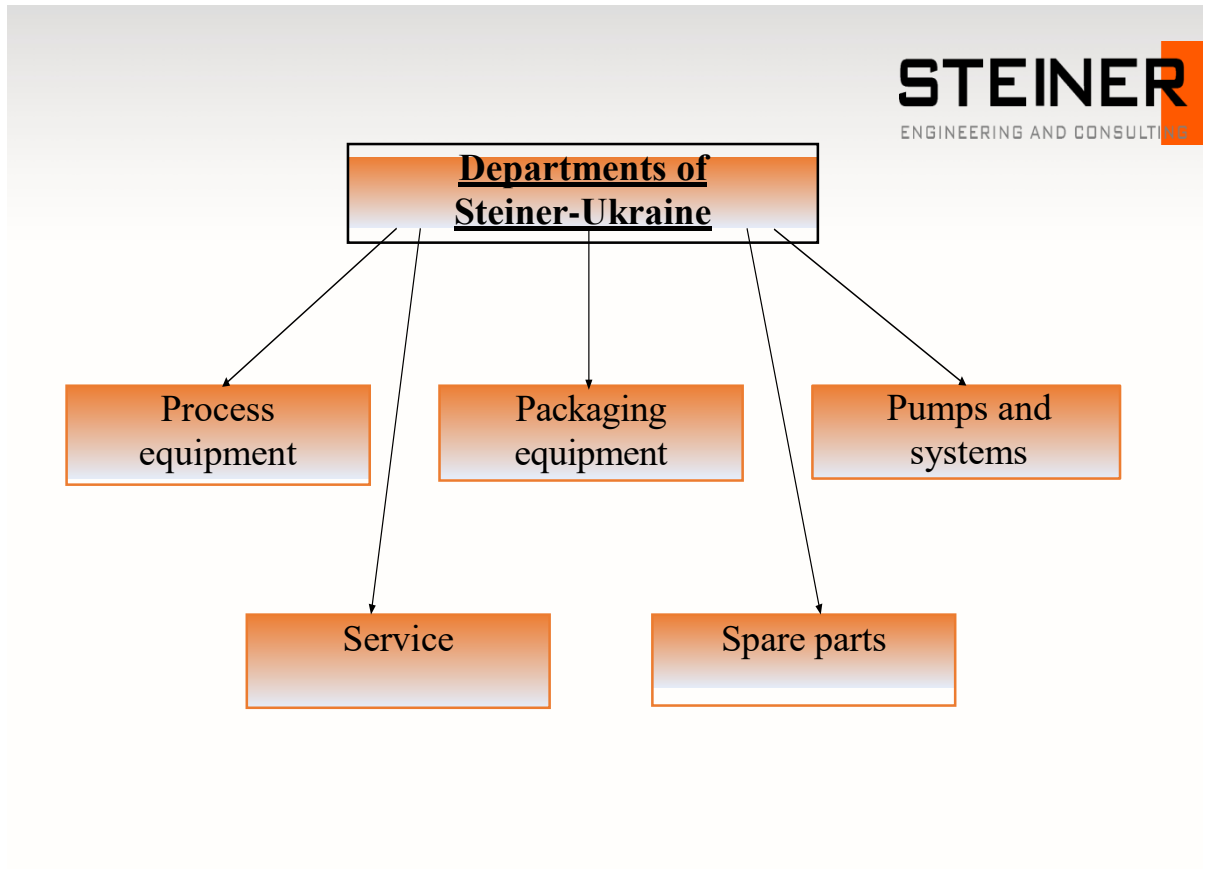 STEINER
ENGINEERING AND CONSULTING
Departments of
Steiner-Ukraine
Process
equipment
Packaging
equipment
Pumps and
systems
Service
Spare parts